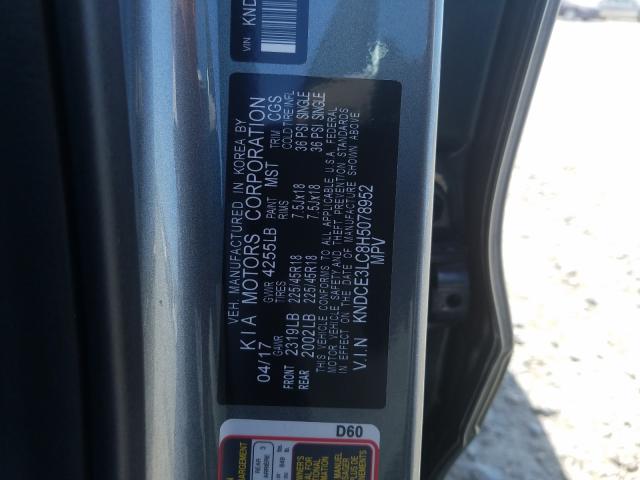 VEH. MANUFACTURED IN KOREA BY
KIA MOTORS CORPORATION
04/17 GVWR 4255LB PAINT MST TRIM CGS
GAWR TIRES RIMS COLD TIRE INFL
FRONT 2319LB 225/45R18 7.5Jx18 36 PSI SINGLE
REAR 2002LB 225/45R18 7.5Jx18 36 PSI SINGLE
THIS VEHICLE CONFORMS TO ALL APPLICABLE U.S.A. FEDERAL
MOTOR VEHICLE SAFETY AND THEFT PREVENTION STANDARDS
IN EFFECT ON THE DATE OF MANUFACTURE SHOWN ABOVE
V.I.N KNDCE3LC8H5078952
MPV
VIN KND
D60
REAR 3